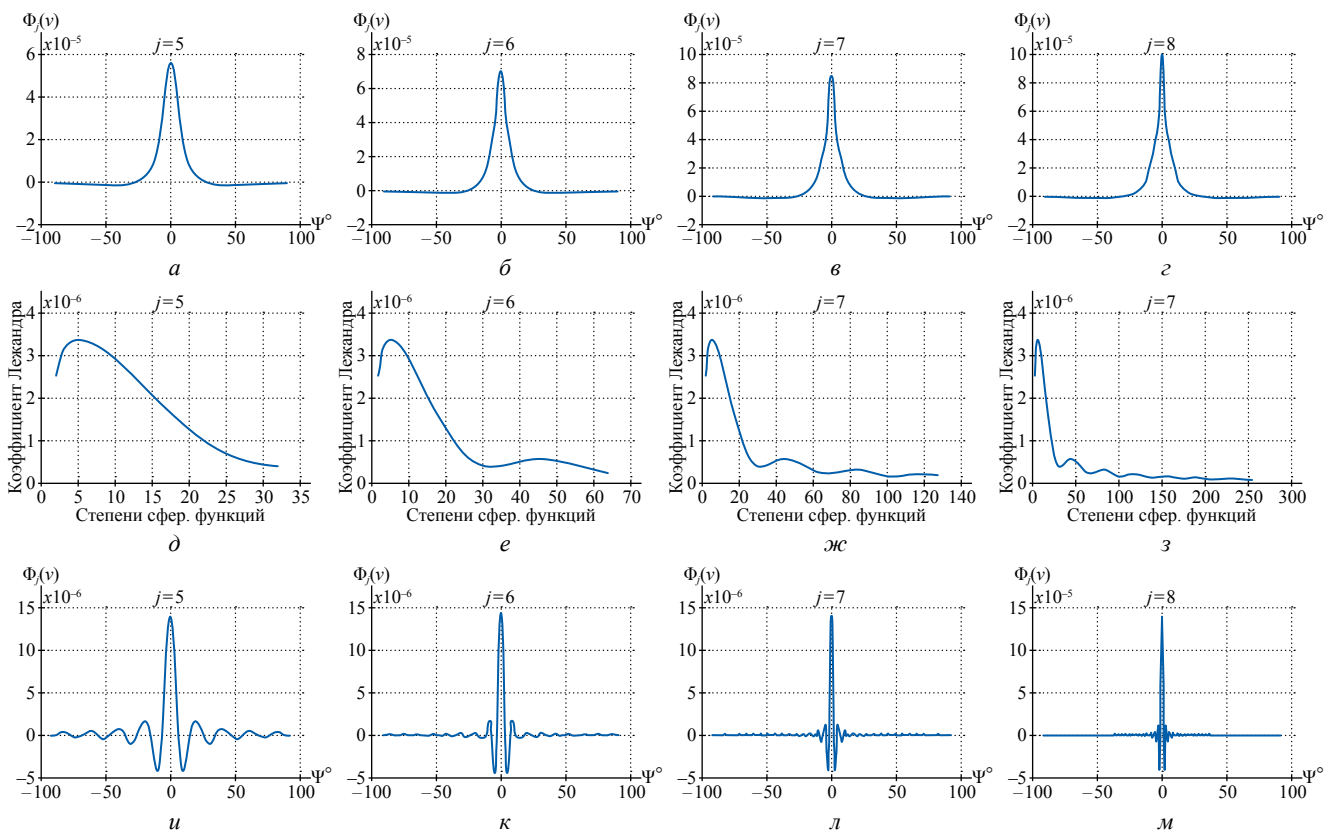 Φj(v) Φj(v) Φj(v) Φj(v)
x10⁻⁵ j=5 x10⁻⁵ j=6 x10⁻⁵ j=7 x10⁻⁵ j=8
6 4 2 0 –2
8 6 4 2 0 –2
10 8 6 4 2 0 –2
10 8 6 4 2 0 –2
–100 –50 0 50 100 Ψ°
–100 –50 0 50 100 Ψ°
–100 –50 0 50 100 Ψ°
–100 –50 0 50 100 Ψ°
а б в г
x10⁻⁶ j=5 x10⁻⁶ j=6 x10⁻⁶ j=7 x10⁻⁶ j=7
Коэффициент Лежандра
4 3 2 1 0
Коэффициент Лежандра
4 3 2 1 0
Коэффициент Лежандра
4 3 2 1 0
Коэффициент Лежандра
4 3 2 1 0
0 5 10 15 20 25 30 35
0 10 20 30 40 50 60 70
0 20 40 60 80 100 120 140
0 50 100 150 200 250 300
Степени сфер. функций Степени сфер. функций Степени сфер. функций Степени сфер. функций
д е ж з
Φj(v) Φj(v) Φj(v) Φj(v)
x10⁻⁶ j=5 x10⁻⁶ j=6 x10⁻⁶ j=7 x10⁻⁵ j=8
15 10 5 0 –5
15 10 5 0 –5
15 10 5 0 –5
15 10 5 0 –5
–100 –50 0 50 100 Ψ°
–100 –50 0 50 100 Ψ°
–100 –50 0 50 100 Ψ°
–100 –50 0 50 100 Ψ°
и к л м